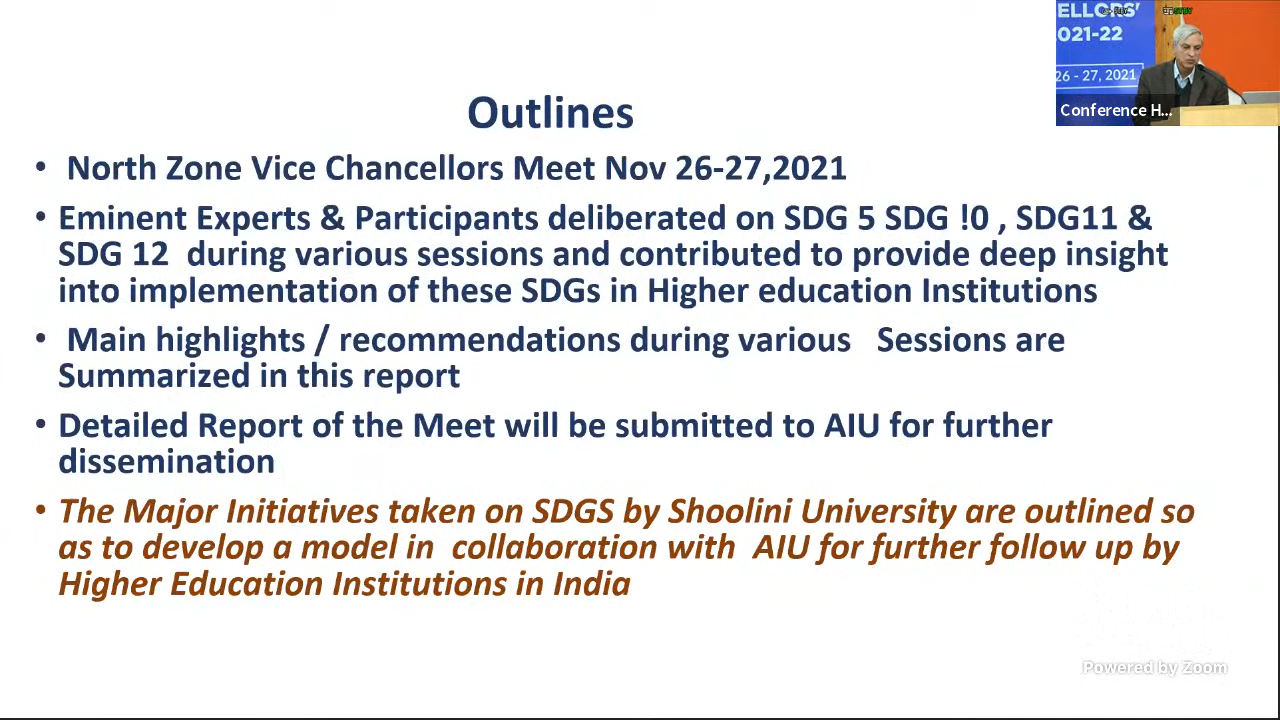 ELLORS'
021-22
26 - 27, 2021
Conference H...
Outlines
• North Zone Vice Chancellors Meet Nov 26-27,2021
• Eminent Experts & Participants deliberated on SDG 5 SDG !0 , SDG11 &
SDG 12 during various sessions and contributed to provide deep insight
into implementation of these SDGs in Higher education Institutions
• Main highlights / recommendations during various Sessions are
Summarized in this report
• Detailed Report of the Meet will be submitted to AIU for further
dissemination
• The Major Initiatives taken on SDGS by Shoolini University are outlined so
as to develop a model in collaboration with AIU for further follow up by
Higher Education Institutions in India
Powered by Zoom